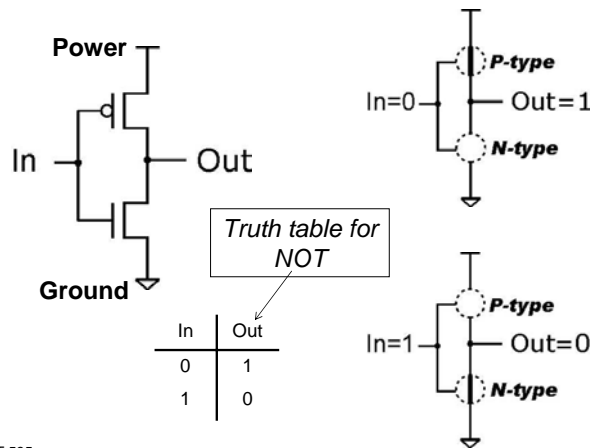 Power
In
Out
Ground
Truth table for
NOT
In Out
0 1
1 0
P-type
In=0
Out=1
N-type
P-type
In=1
Out=0
N-type